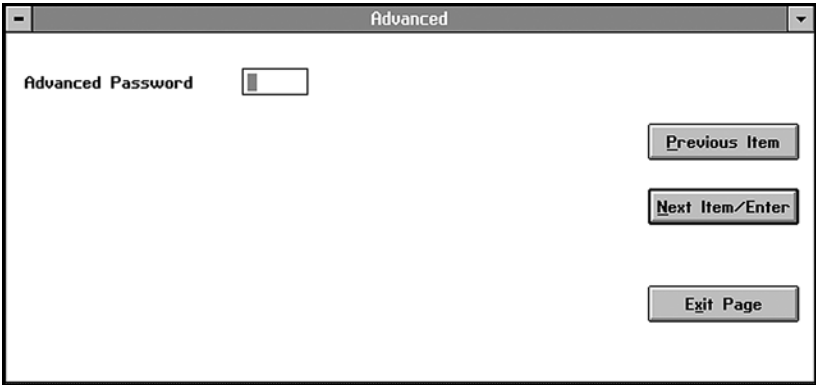 Advanced
Advanced Password
Previous Item
Next Item/Enter
Exit Page